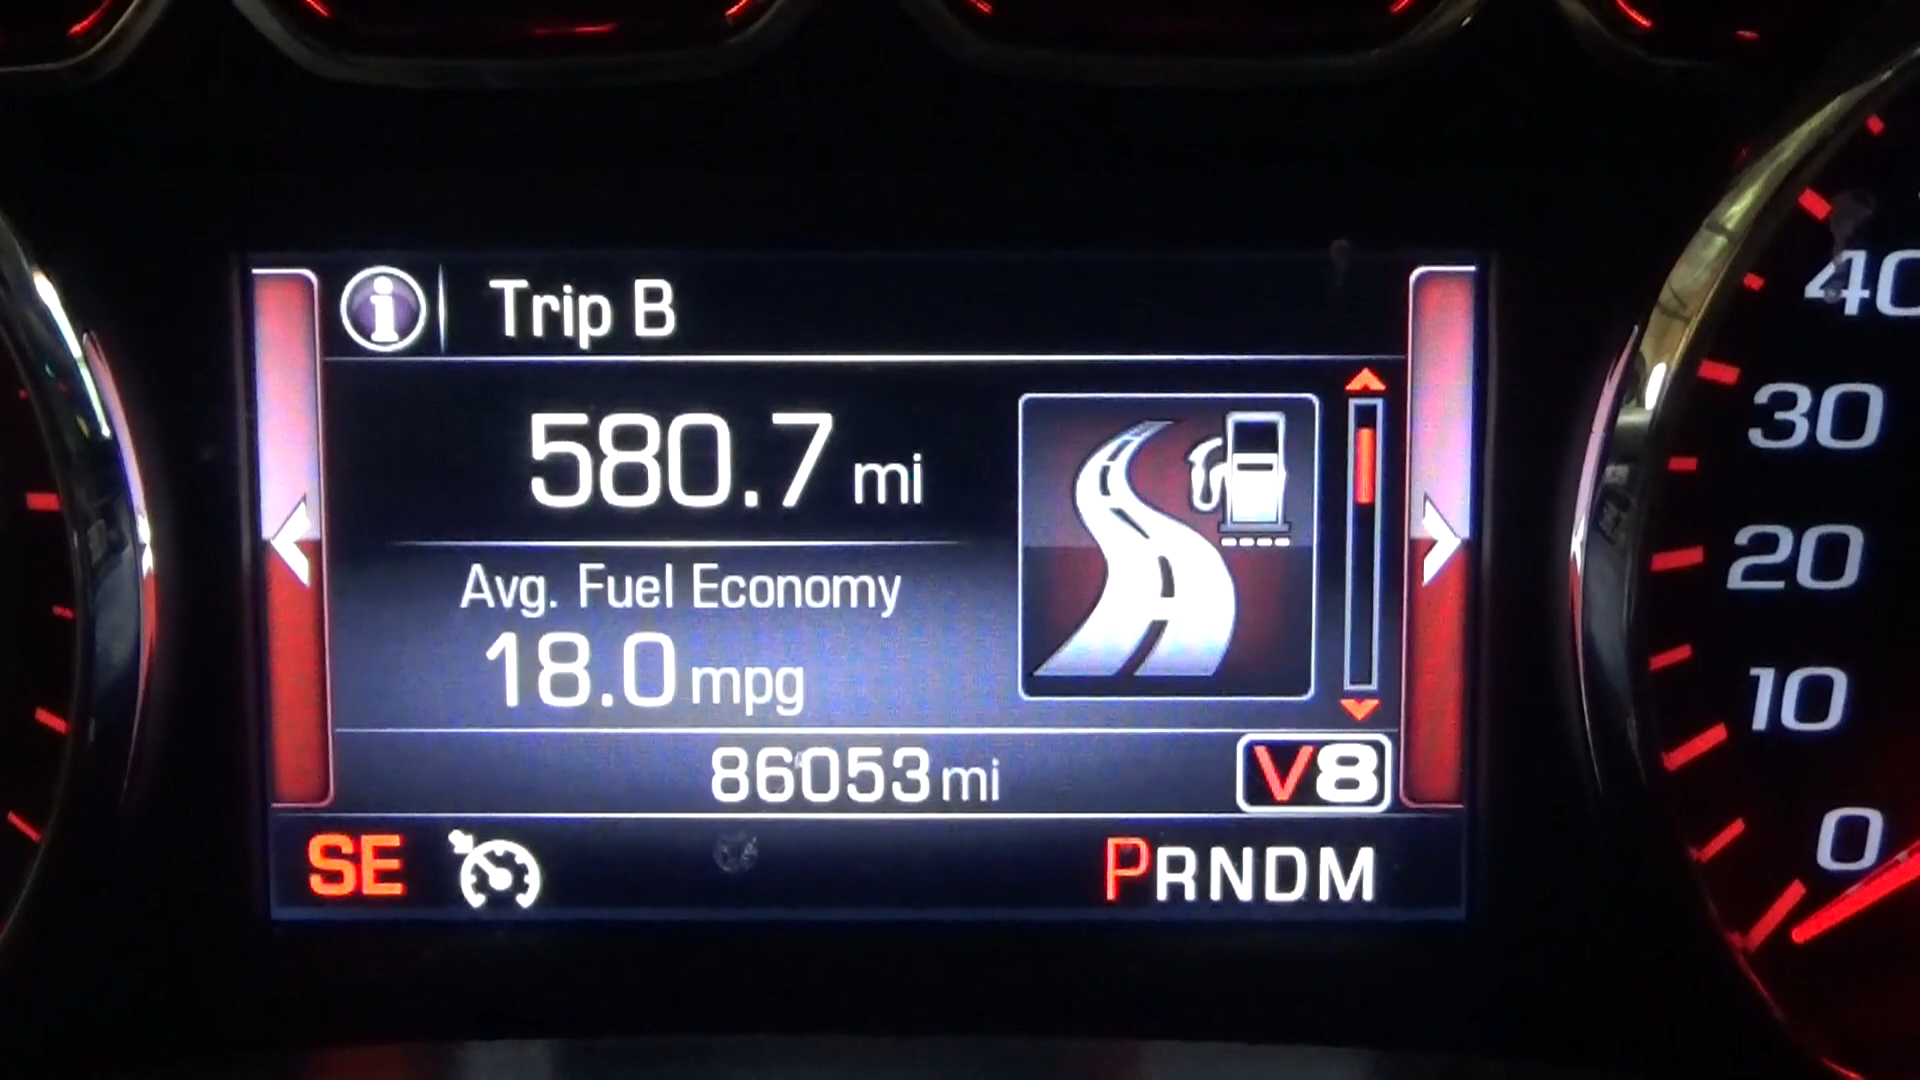 Trip B
580.7 mi
Avg. Fuel Economy
18.0 mpg
86053 mi
V8
SE
PRNDM
40
30
20
10
0